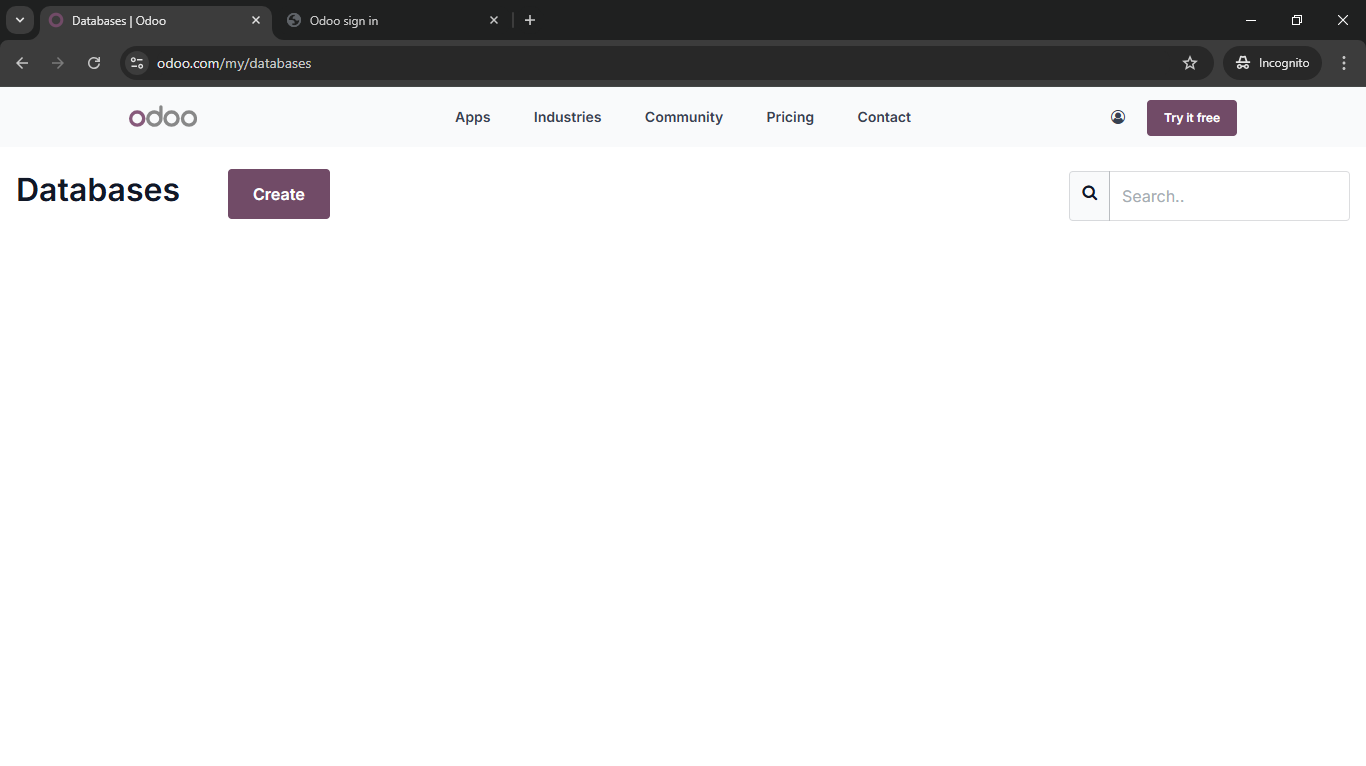 Databases | Odoo
Odoo sign in
odoo.com/my/databases
Incognito
odoo
Apps
Industries
Community
Pricing
Contact
Try it free
Databases
Create
Search..